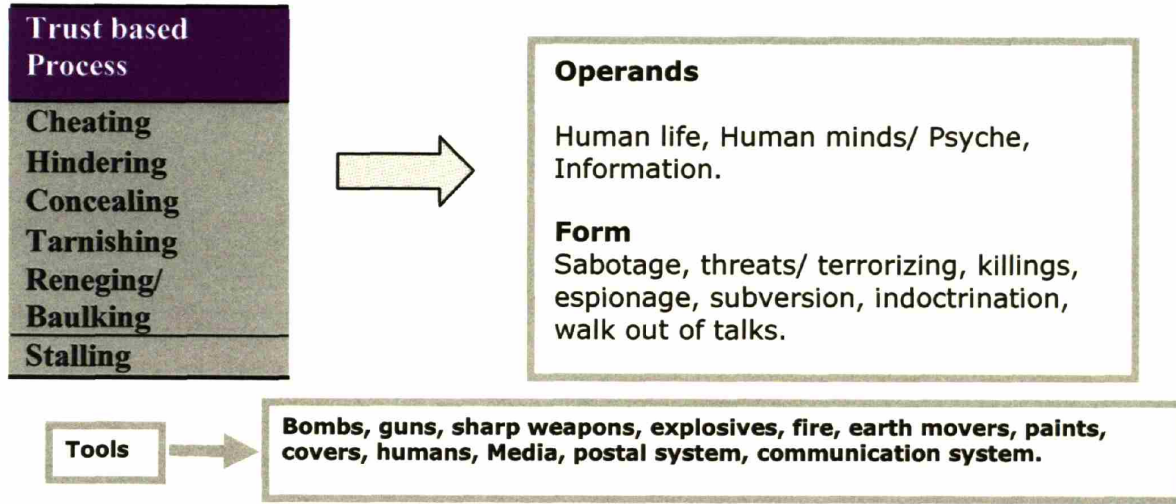 Trust based
Process
Cheating
Hindering
Concealing
Tarnishing
Reneging/
Baulking
Stalling
Operands
Human life, Human minds/ Psyche,
Information.
Form
Sabotage, threats/ terrorizing, killings,
espionage, subversion, indoctrination,
walk out of talks.
Tools
Bombs, guns, sharp weapons, explosives, fire, earth movers, paints,
covers, humans, Media, postal system, communication system.